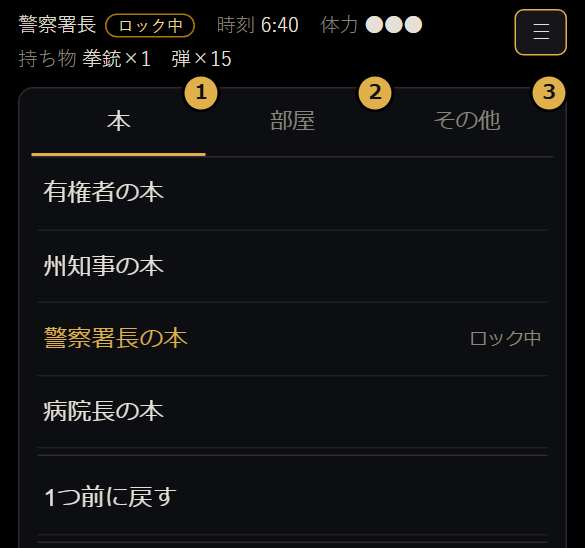 警察署長 ロック中 時刻 6:40 体力 ●●●
持ち物 拳銃×1 弾×15
1 2 3
本 部屋 その他
有権者の本
州知事の本
警察署長の本 ロック中
病院長の本
1つ前に戻す